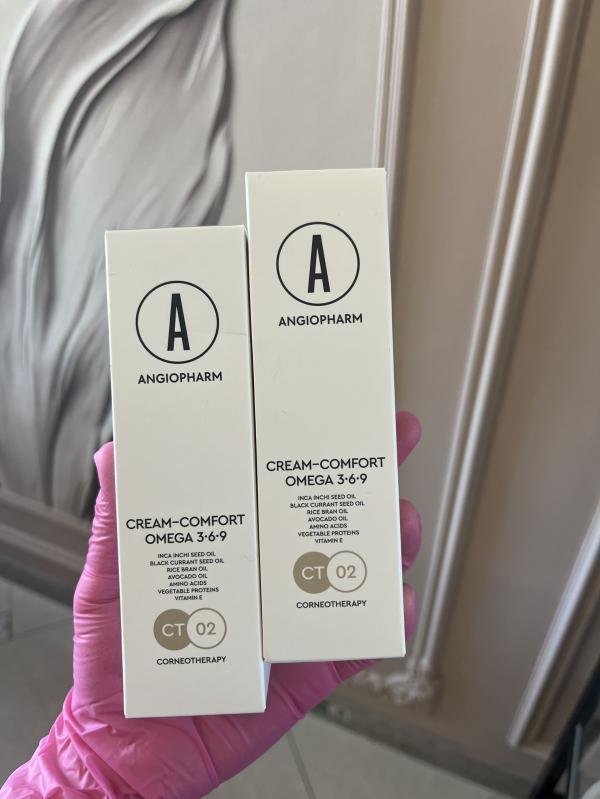 A
ANGIOPHARM
CREAM-COMFORT
OMEGA 3·6·9
INCA INCHI SEED OIL
BLACK CURRANT SEED OIL
RICE BRAN OIL
AVOCADO OIL
AMINO ACIDS
VEGETABLE PROTEINS
VITAMIN E
CT 02
CORNEOTHERAPY
A
ANGIOPHARM
CREAM-COMFORT
OMEGA 3·6·9
INCA INCHI SEED OIL
BLACK CURRANT SEED OIL
RICE BRAN OIL
AVOCADO OIL
AMINO ACIDS
VEGETABLE PROTEINS
VITAMIN E
CT 02
CORNEOTHERAPY